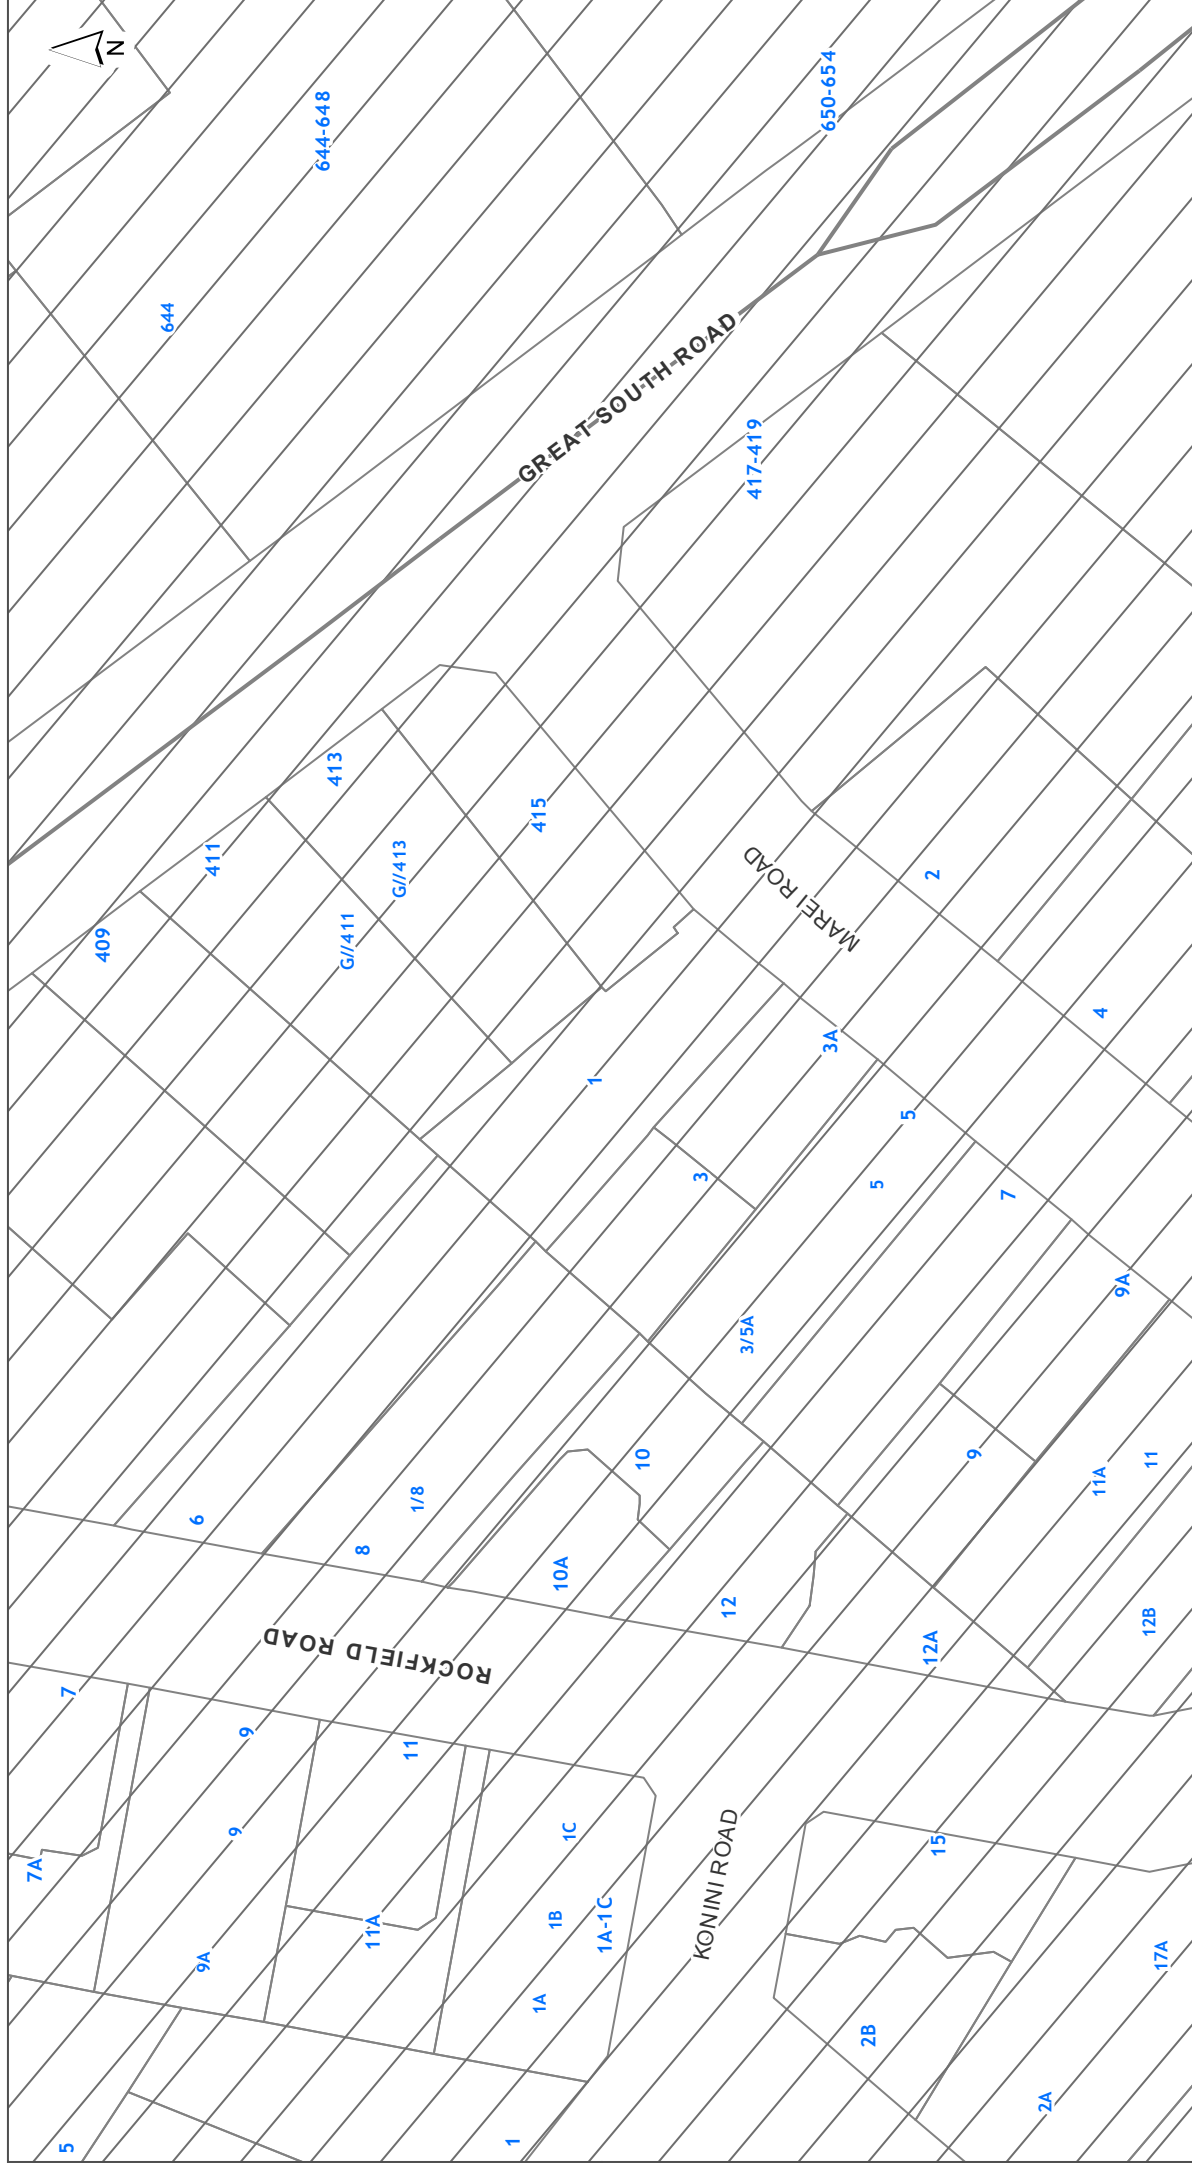 N
644-648
650-654
644
GREAT SOUTH ROAD
417-419
413
415
411
G//413
409
G//411
MAREI ROAD
2
4
1
3A
5
3
5
7
9A
3/5A
10
9
11A
11
6
1/8
8
10A
12
12A
12B
ROCKFIELD ROAD
7
9
11
7A
9
1C
15
11A
1B
1A-1C
KONINI ROAD
9A
1A
17A
2B
2A
5
1